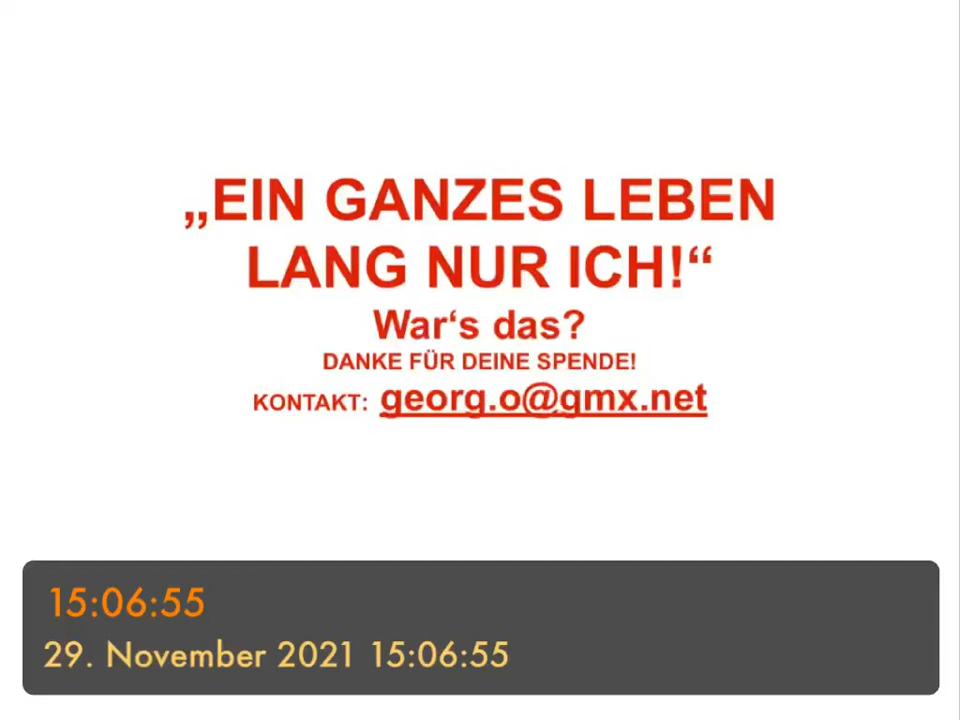 „EIN GANZES LEBEN
LANG NUR ICH!“
War‘s das?
DANKE FÜR DEINE SPENDE!
KONTAKT: georg.o@gmx.net
15:06:55
29. November 2021 15:06:55